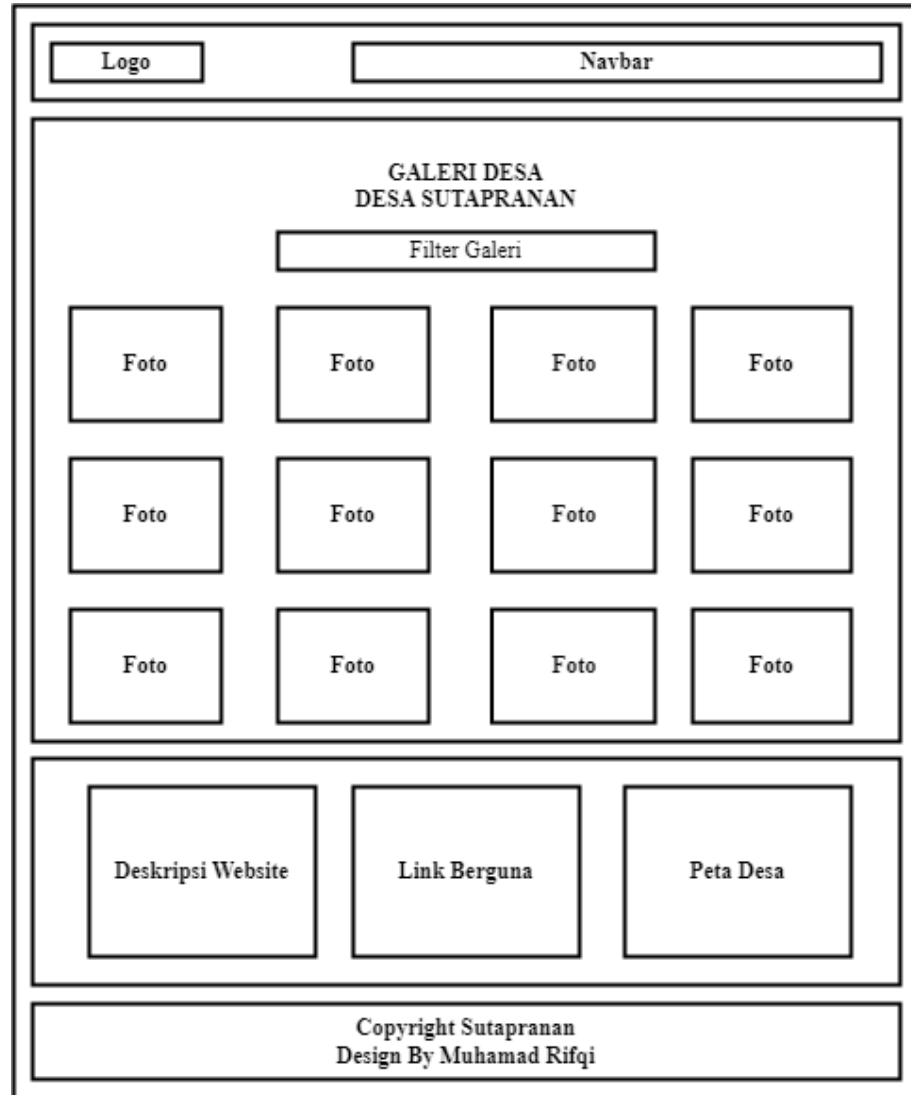 Logo
Navbar
GALERI DESA
DESA SUTAPRANAN
Filter Galeri
Foto
Foto
Foto
Foto
Foto
Foto
Foto
Foto
Foto
Foto
Foto
Foto
Deskripsi Website
Link Berguna
Peta Desa
Copyright Sutapranan
Design By Muhamad Rifqi